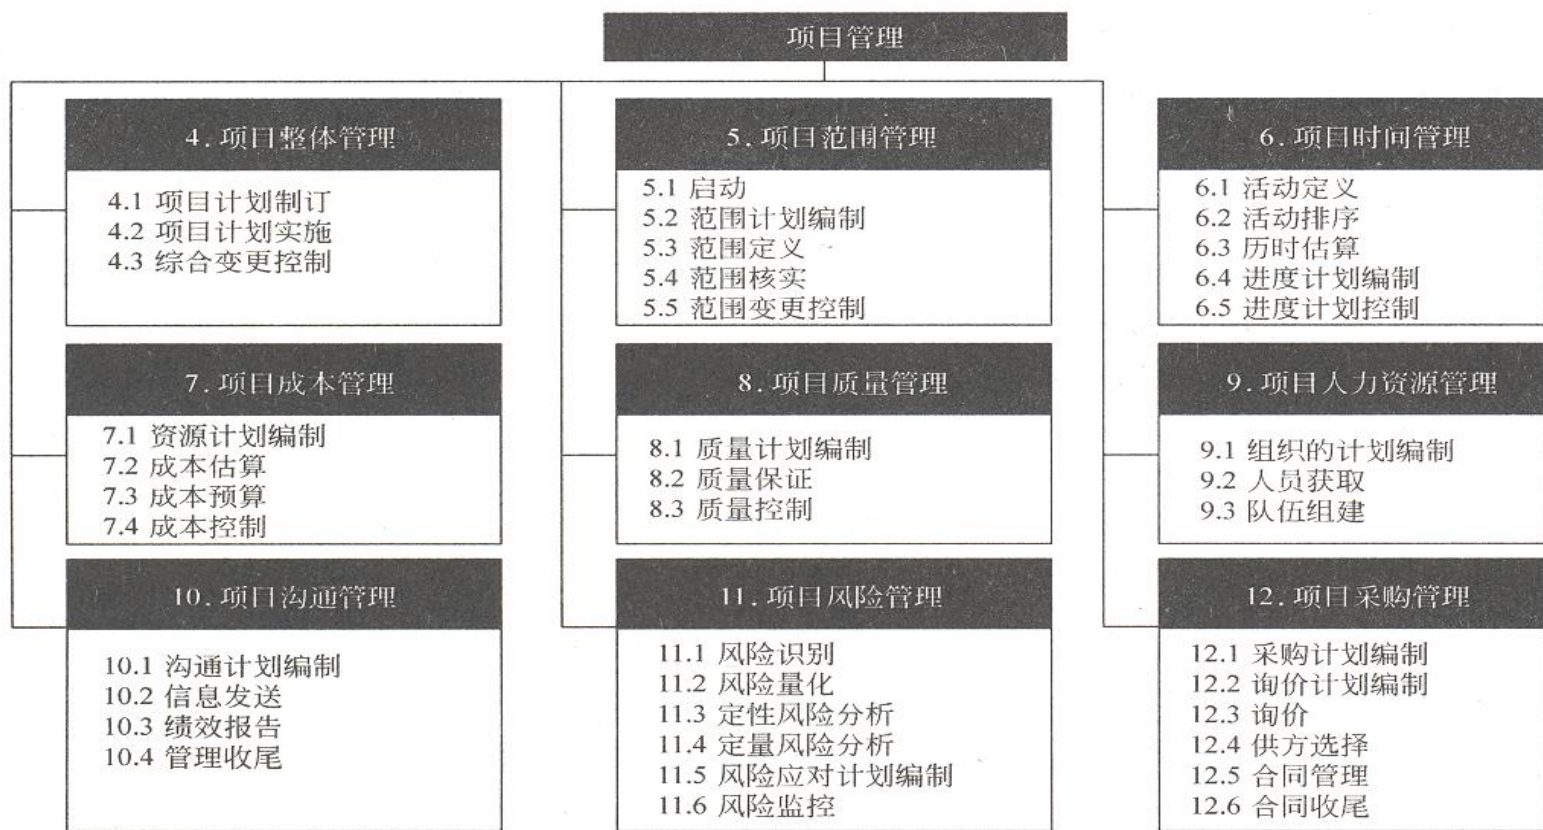 项目管理
4.项目整体管理
4.1 项目计划制订
4.2 项目计划实施
4.3 综合变更控制
5.项目范围管理
5.1 启动
5.2 范围计划编制
5.3 范围定义
5.4 范围核实
5.5 范围变更控制
6.项目时间管理
6.1 活动定义
6.2 活动排序
6.3 历时估算
6.4 进度计划编制
6.5 进度计划控制
7.项目成本管理
7.1 资源计划编制
7.2 成本估算
7.3 成本预算
7.4 成本控制
8.项目质量管理
8.1 质量计划编制
8.2 质量保证
8.3 质量控制
9.项目人力资源管理
9.1 组织的计划编制
9.2 人员获取
9.3 队伍组建
10.项目沟通管理
10.1 沟通计划编制
10.2 信息发送
10.3 绩效报告
10.4 管理收尾
11.项目风险管理
11.1 风险识别
11.2 风险量化
11.3 定性风险分析
11.4 定量风险分析
11.5 风险应对计划编制
11.6 风险监控
12.项目采购管理
12.1 采购计划编制
12.2 询价计划编制
12.3 询价
12.4 供方选择
12.5 合同管理
12.6 合同收尾